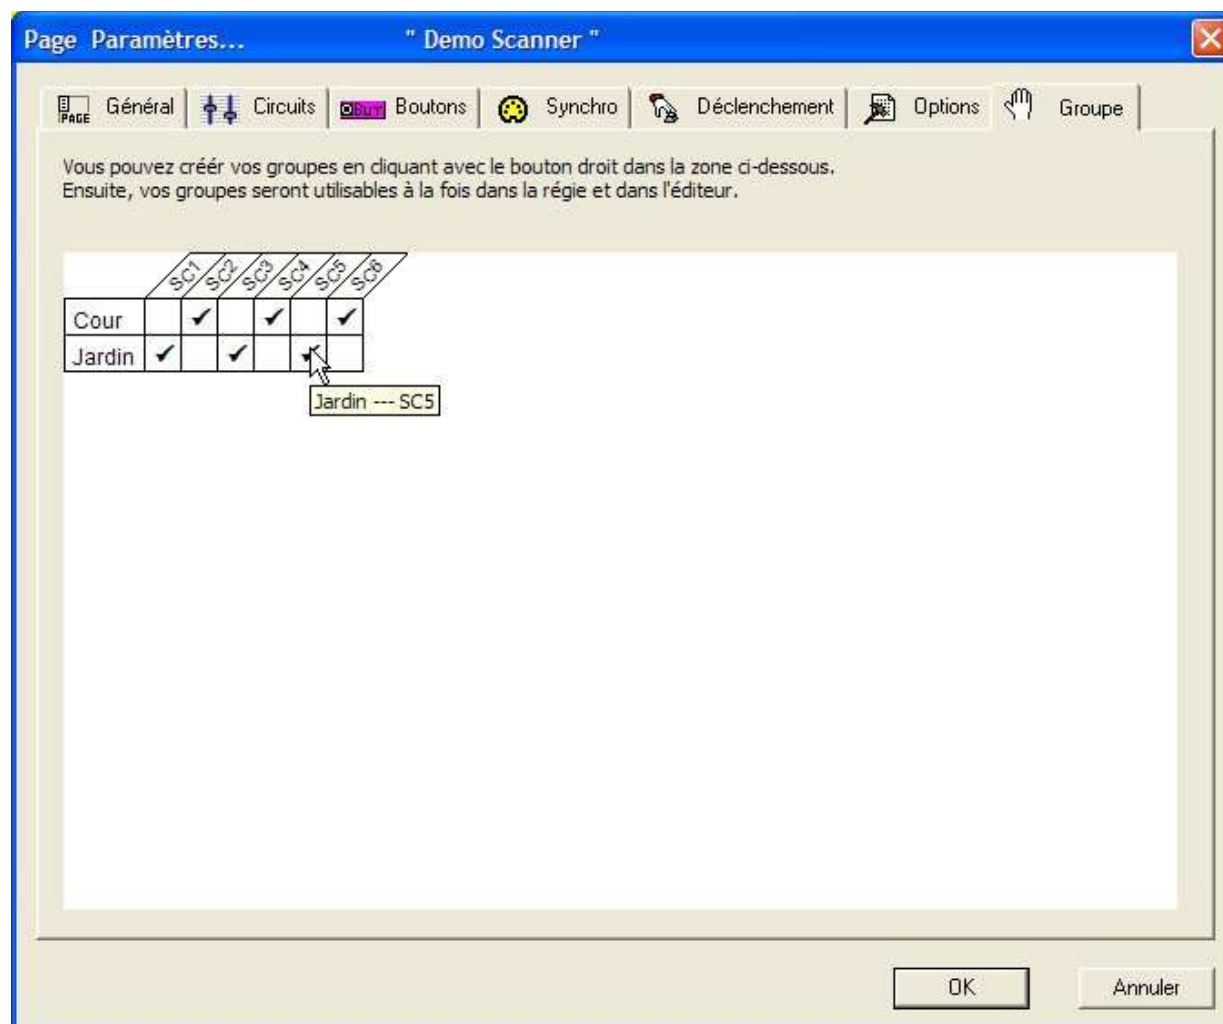 Page Paramètres... " Demo Scanner "
PAGE Général Circuits BUT Boutons Synchro Déclenchement Options Groupe
Vous pouvez créér vos groupes en cliquant avec le bouton droit dans la zone ci-dessous.
Ensuite, vos groupes seront utilisables à la fois dans la régie et dans l'éditeur.
SC1 SC2 SC3 SC4 SC5 SC6
Cour ✓ ✓ ✓
Jardin ✓ ✓ ✓
Jardin --- SC5
OK Annuler